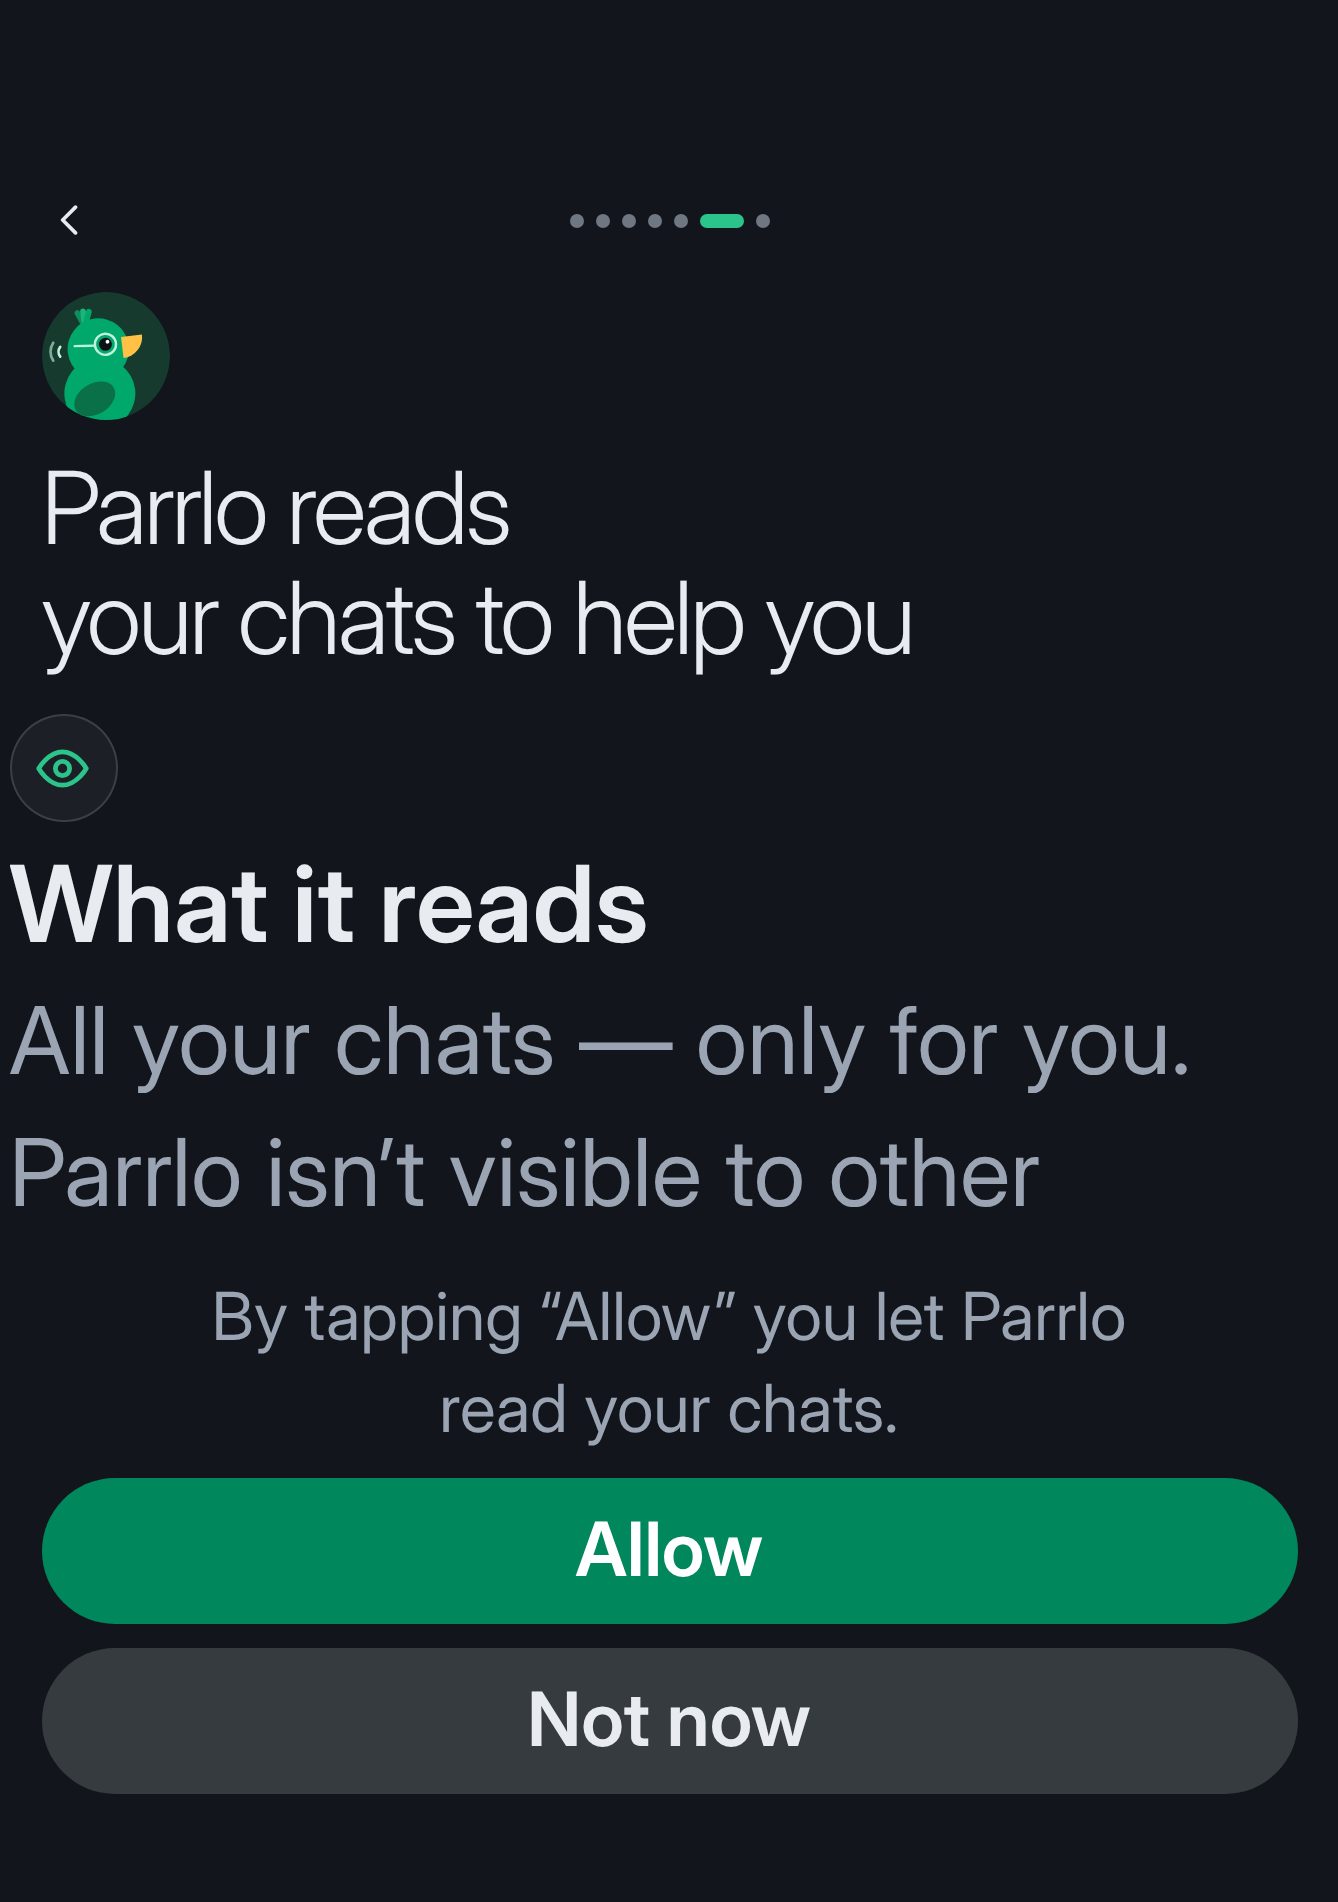 Parrlo reads
your chats to help you
What it reads
All your chats — only for you.
Parrlo isn’t visible to other
By tapping “Allow” you let Parrlo
read your chats.
Allow
Not now